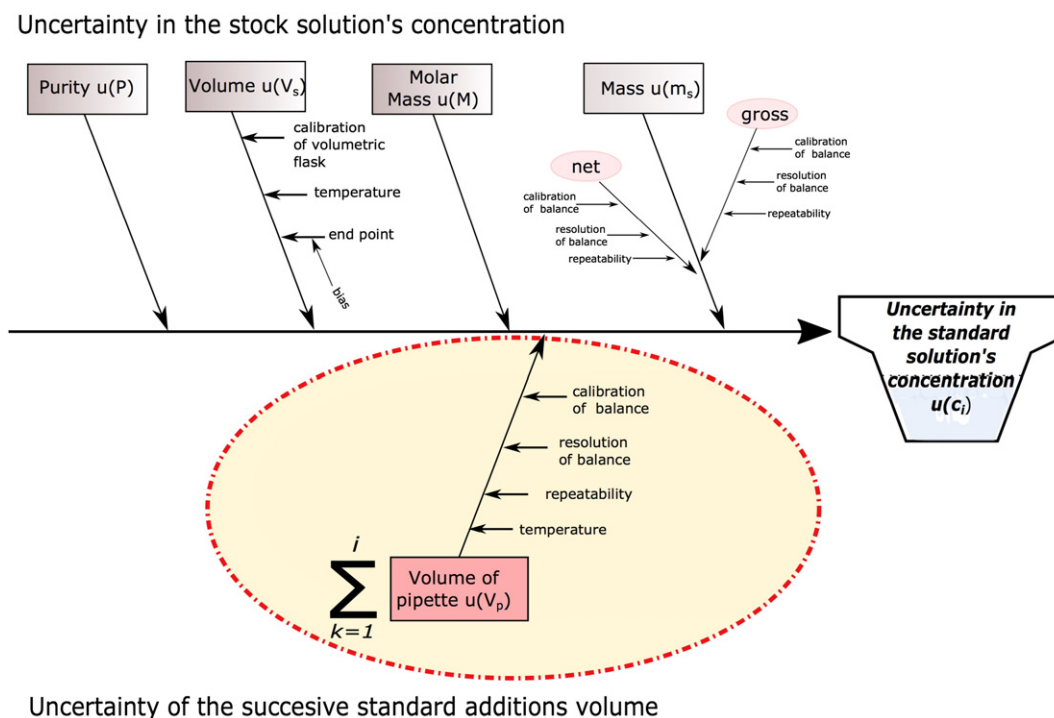 Uncertainty in the stock solution's concentration
Purity u(P)
Volume u(Vₛ)
Molar
Mass u(M)
Mass u(mₛ)
gross
calibration
of volumetric
flask
temperature
end point
bias
net
calibration
of balance
resolution
of balance
repeatability
calibration
of balance
resolution
of balance
repeatability
Uncertainty in
the standard
solution's
concentration
u(cᵢ)
calibration
of balance
resolution
of balance
repeatability
temperature
i
∑
k=1
Volume of
pipette u(Vₚ)
Uncertainty of the succesive standard additions volume